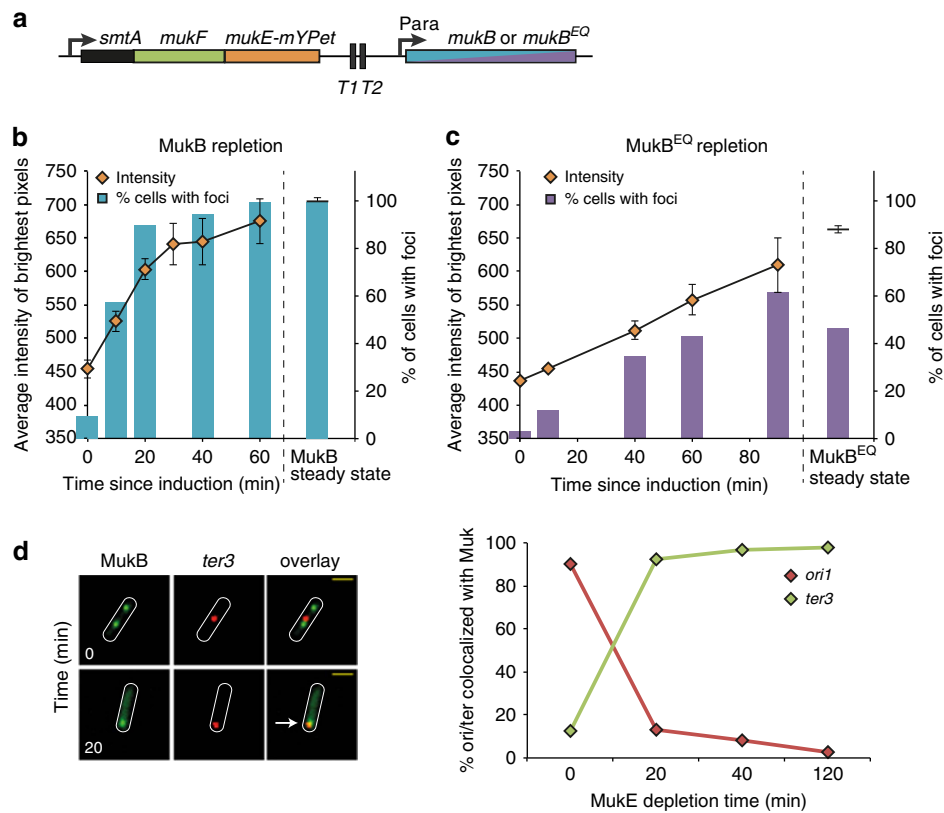 a
smtA mukF mukE-mYPet Para mukB or mukB^EQ
T1 T2
b
MukB repletion
Average intensity of brightest pixels
750
700
650
600
550
500
450
400
350
Intensity
% cells with foci
100
80
60
40
20
0
% of cells with foci
0 20 40 60
MukB
steady state
Time since induction (min)
c
MukB^EQ repletion
Average intensity of brightest pixels
750
700
650
600
550
500
450
400
350
Intensity
% cells with foci
100
80
60
40
20
0
% of cells with foci
0 20 40 60 80
MukB^EQ
steady state
Time since induction (min)
d
MukB ter3 overlay
Time (min)
0
20
% ori/ter colocalized with Muk
100
80
60
40
20
0
ori1
ter3
0 20 40 120
MukE depletion time (min)